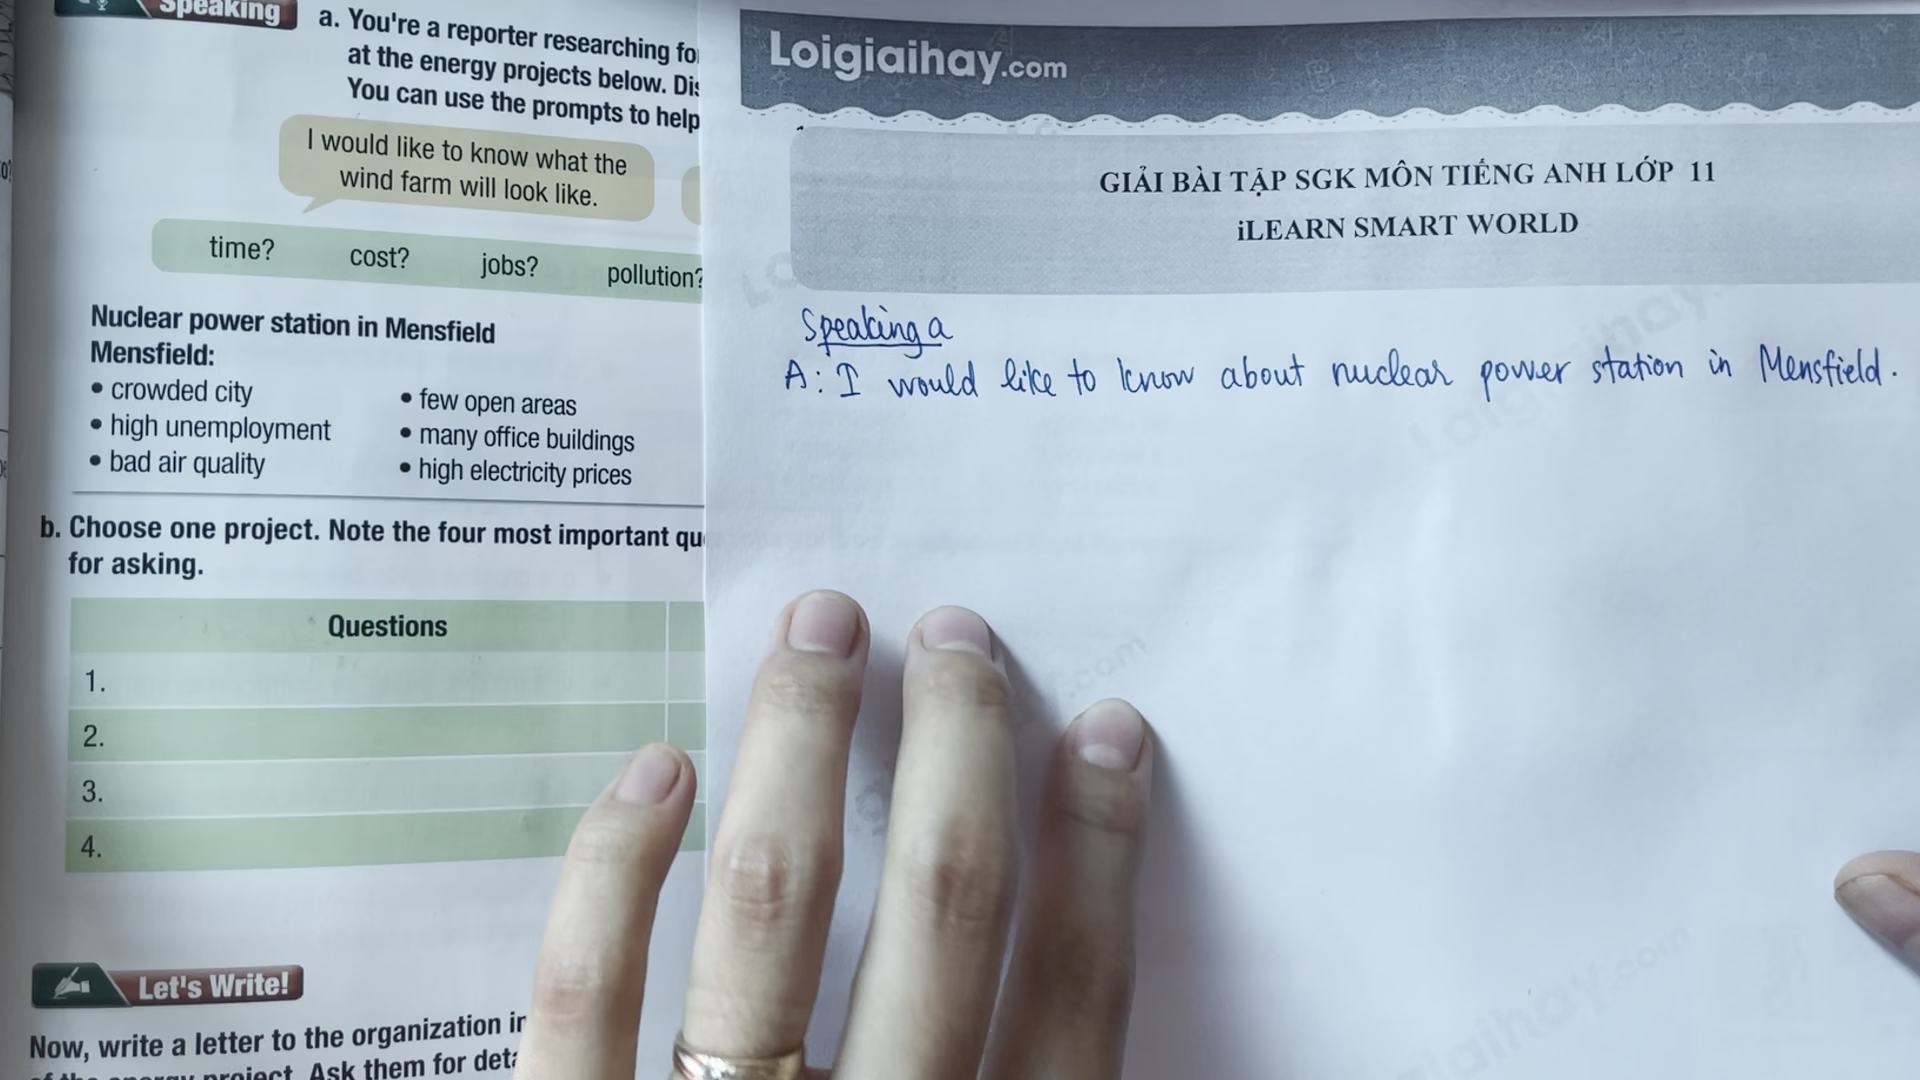 Speaking
a. You're a reporter researching
at the energy projects below.
You can use the prompts to help
I would like to know what the
wind farm will look like.
time? cost? jobs? pollution?
Nuclear power station in Mensfield
Mensfield:
• crowded city
• high unemployment
• bad air quality
• few open areas
• many office buildings
• high electricity prices
b. Choose one project. Note the four most important
for asking.
Questions
1.
2.
3.
4.
Let's Write!
Now, write a letter to the organization
project. Ask them for
Loigiaihay.com
GIẢI BÀI TẬP SGK MÔN TIẾNG ANH LỚP 11
iLEARN SMART WORLD
Speaking a
A: I would like to know about nuclear power station in Mensfield.